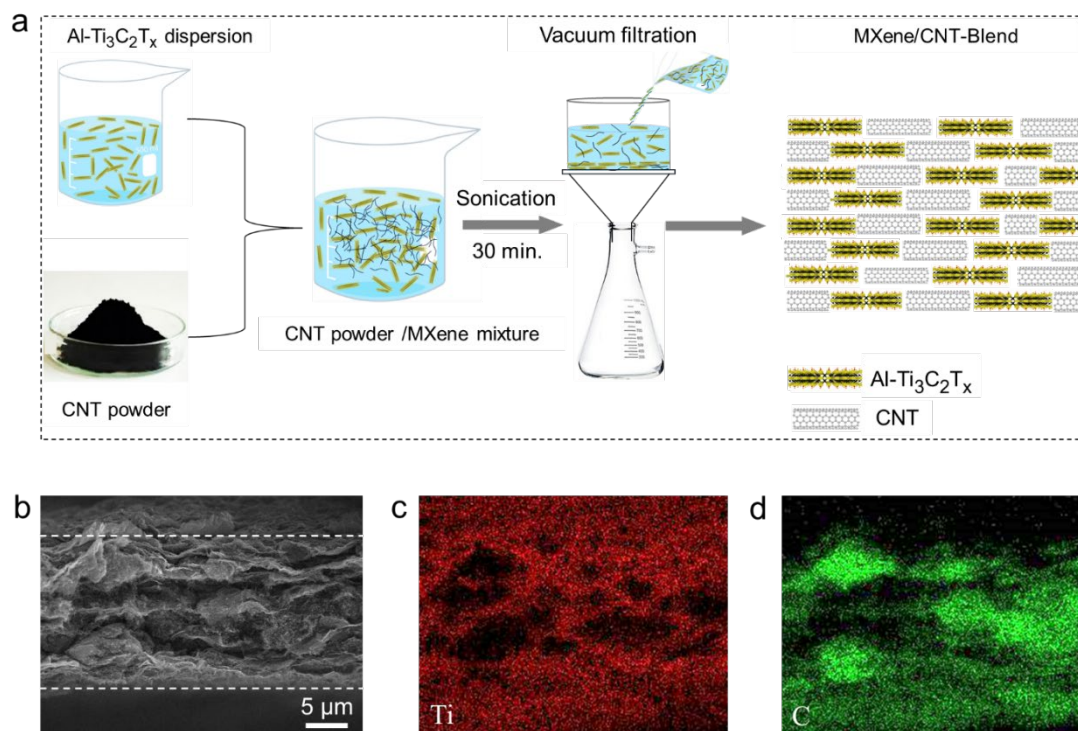 a
Al-Ti₃C₂Tₓ dispersion
Vacuum filtration
MXene/CNT-Blend
Sonication
30 min.
CNT powder /MXene mixture
CNT powder
Al-Ti₃C₂Tₓ
CNT
b
5 µm
c
Ti
d
C